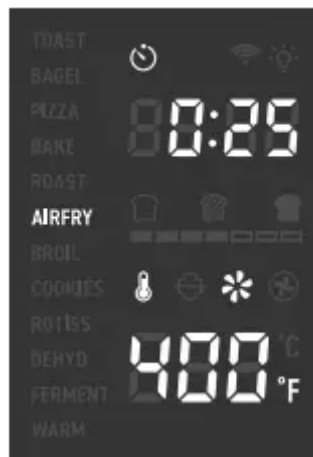 TOAST
BAGEL
PIZZA
0:25
BAKE
ROAST
AIRFRY
BROIL
COOKIES
ROTISS
DEHYD
°C
400 °F
FERMENT
WARM